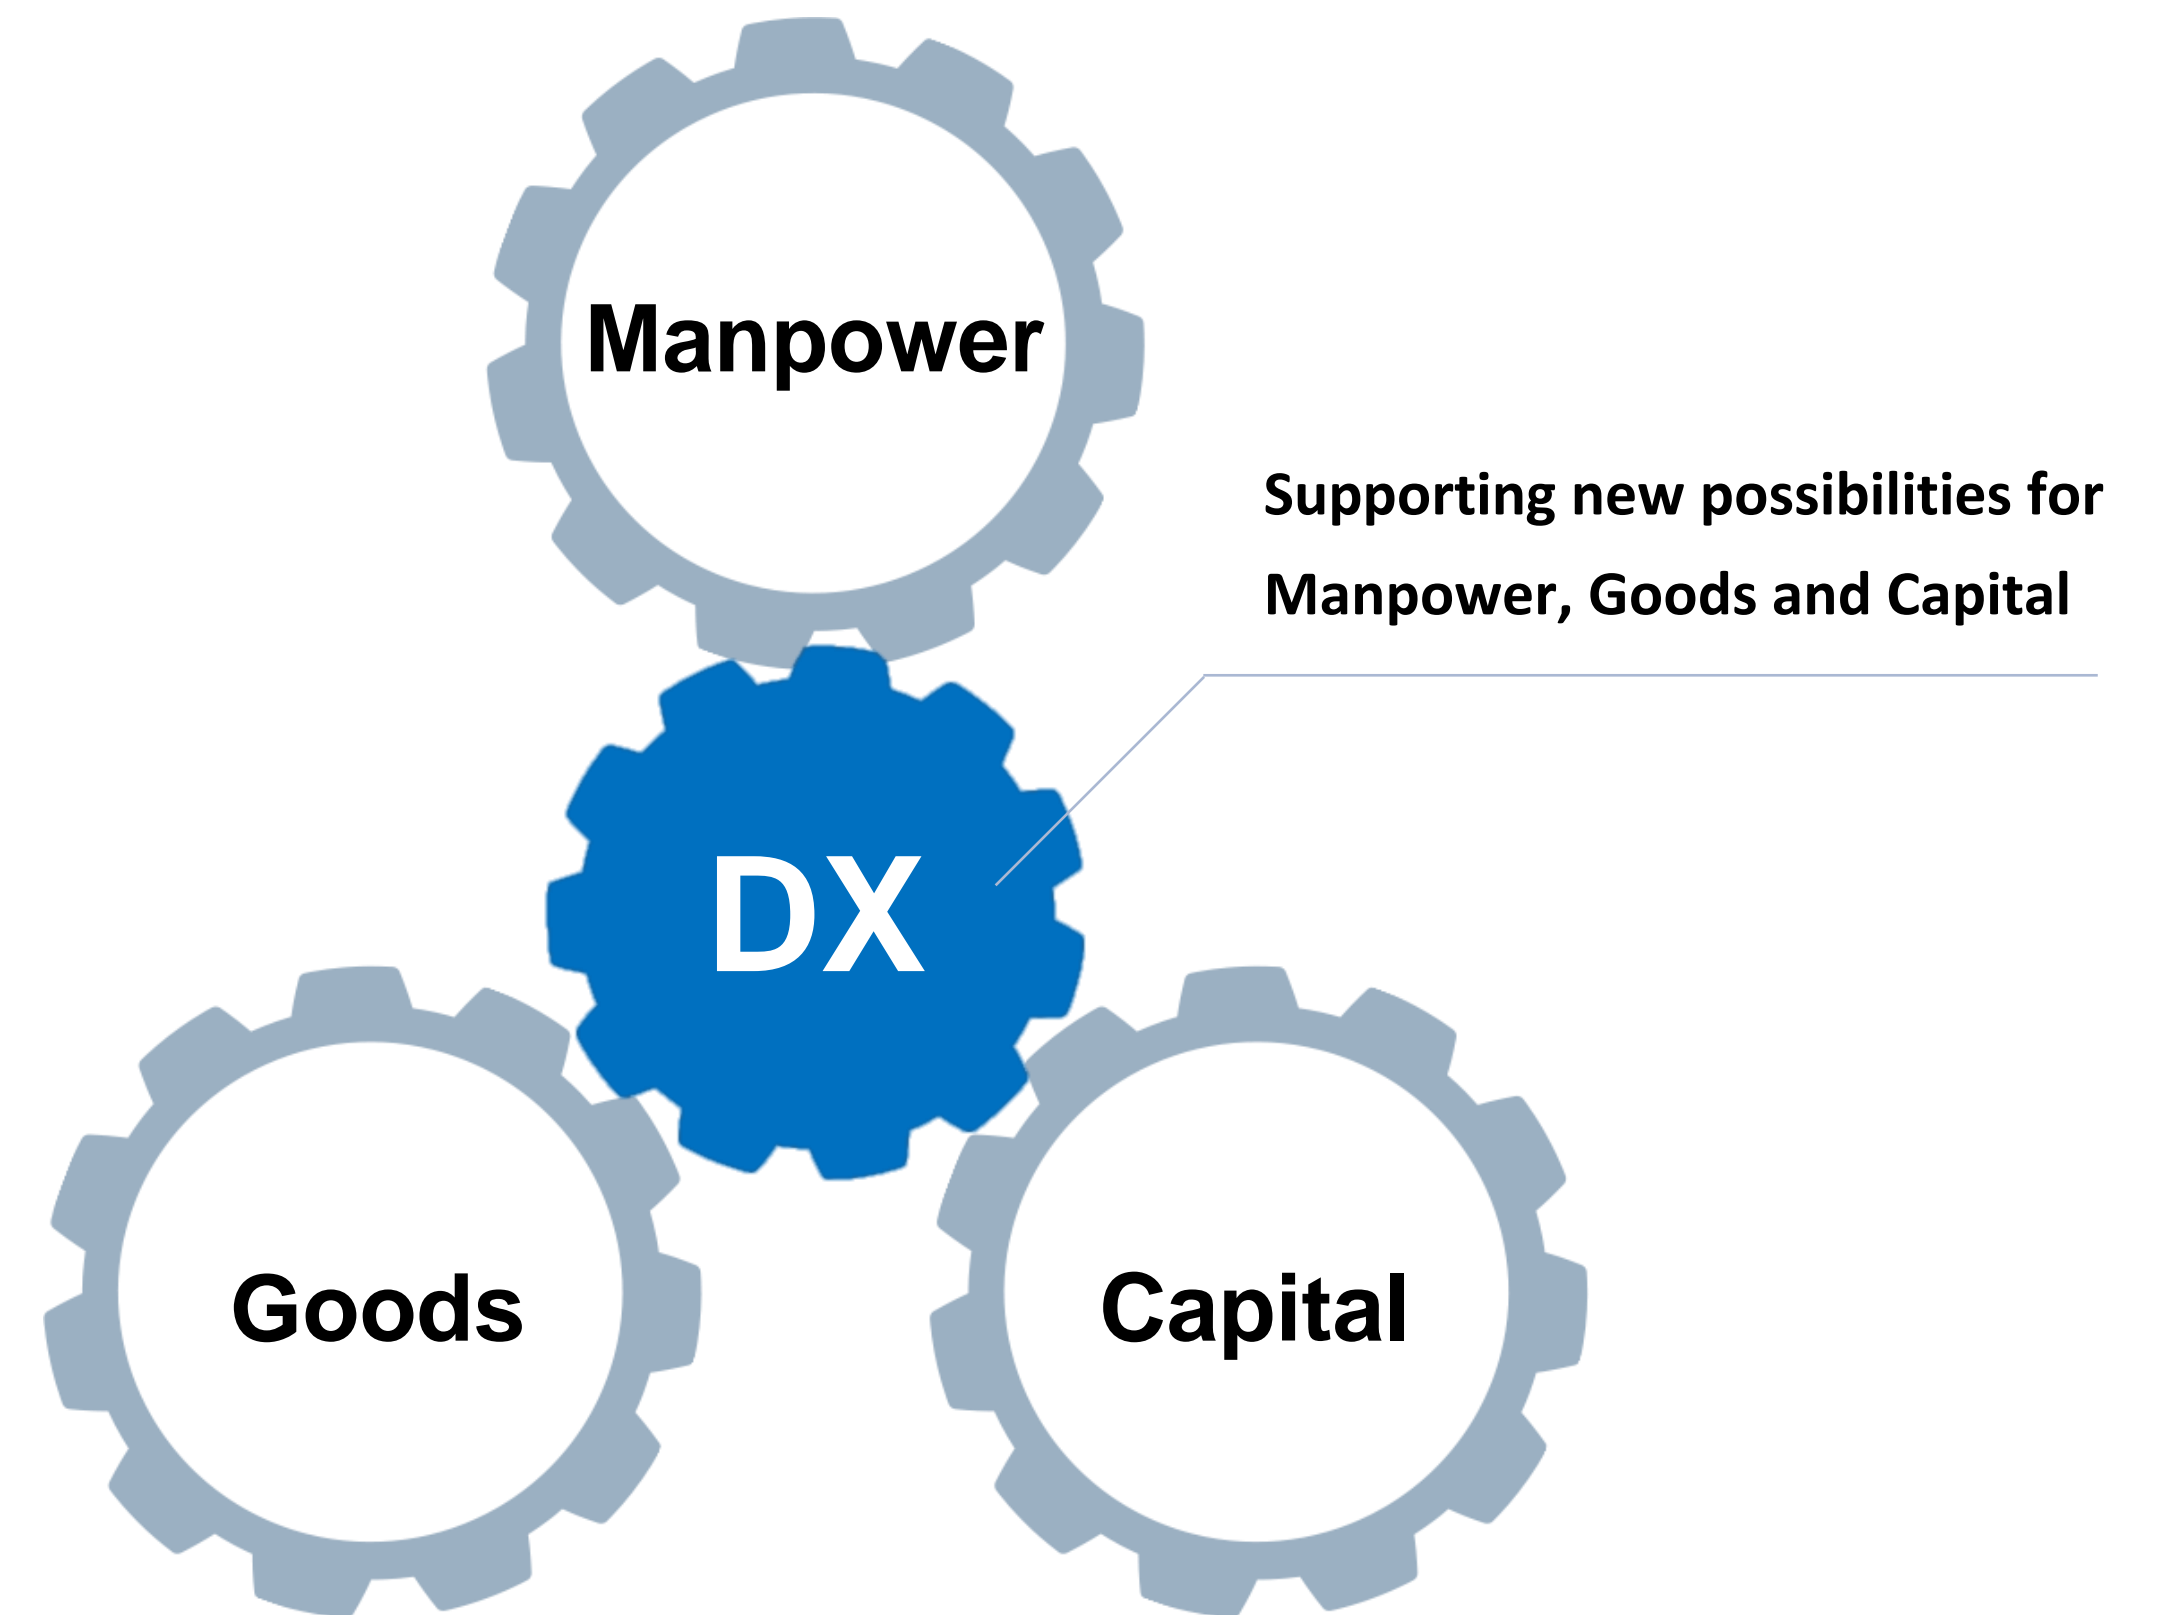 Manpower
Supporting new possibilities for
Manpower, Goods and Capital
DX
Goods
Capital